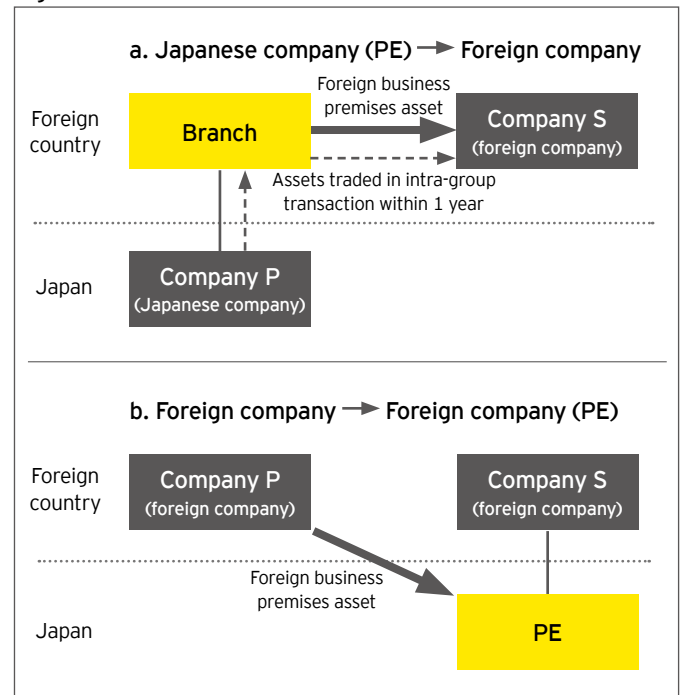 a. Japanese company (PE) → Foreign company
Foreign business
premises asset
Foreign
country
Branch
Company S
(foreign company)
Assets traded in intra-group
transaction within 1 year
Japan
Company P
(Japanese company)
b. Foreign company → Foreign company (PE)
Foreign
country
Company P
(foreign company)
Company S
(foreign company)
Foreign business
premises asset
Japan
PE